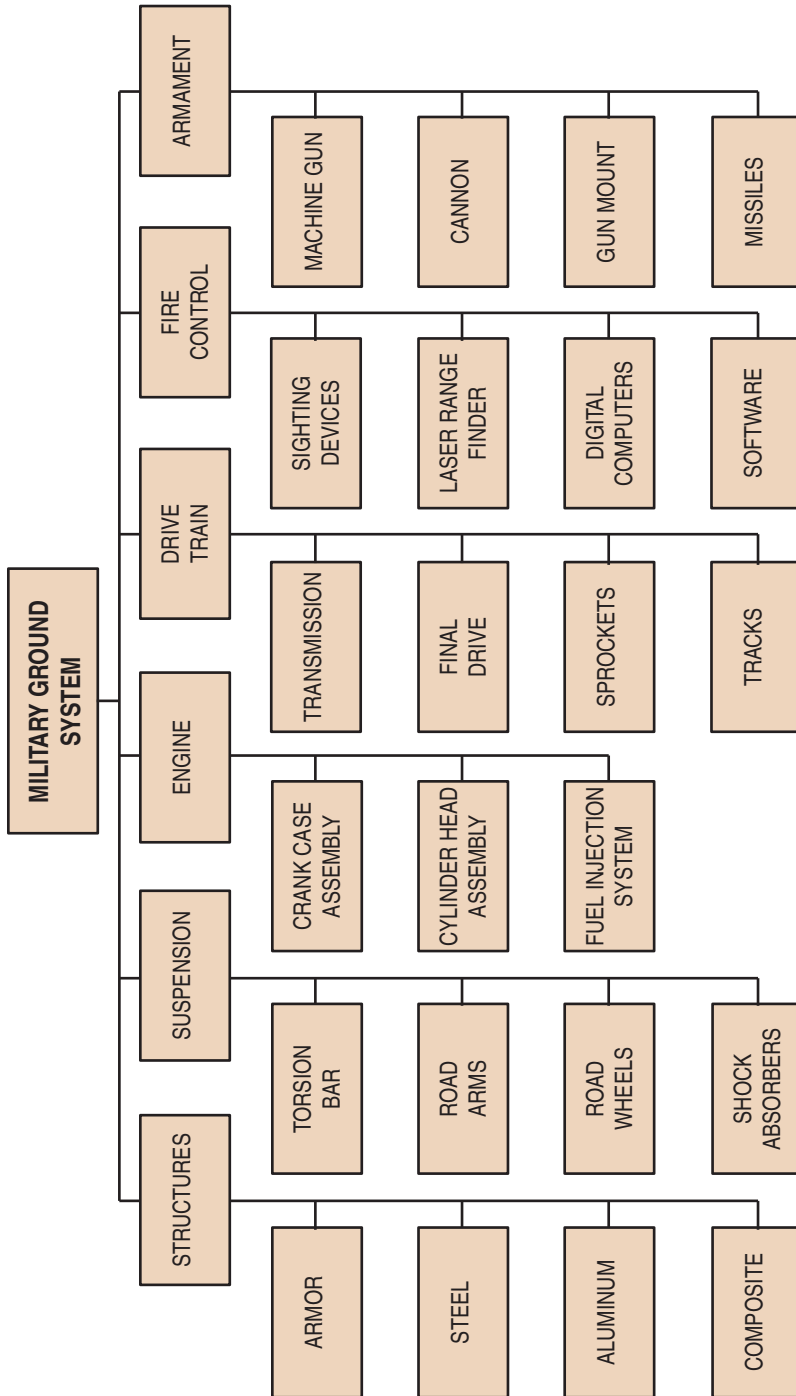 MILITARY GROUND
SYSTEM
STRUCTURES
ARMOR
STEEL
ALUMINUM
COMPOSITE
SUSPENSION
TORSION
BAR
ROAD
ARMS
ROAD
WHEELS
SHOCK
ABSORBERS
ENGINE
CRANK CASE
ASSEMBLY
CYLINDER HEAD
ASSEMBLY
FUEL INJECTION
SYSTEM
DRIVE
TRAIN
TRANSMISSION
FINAL
DRIVE
SPROCKETS
TRACKS
FIRE
CONTROL
SIGHTING
DEVICES
LASER RANGE
FINDER
DIGITAL
COMPUTERS
SOFTWARE
ARMAMENT
MACHINE GUN
CANNON
GUN MOUNT
MISSILES